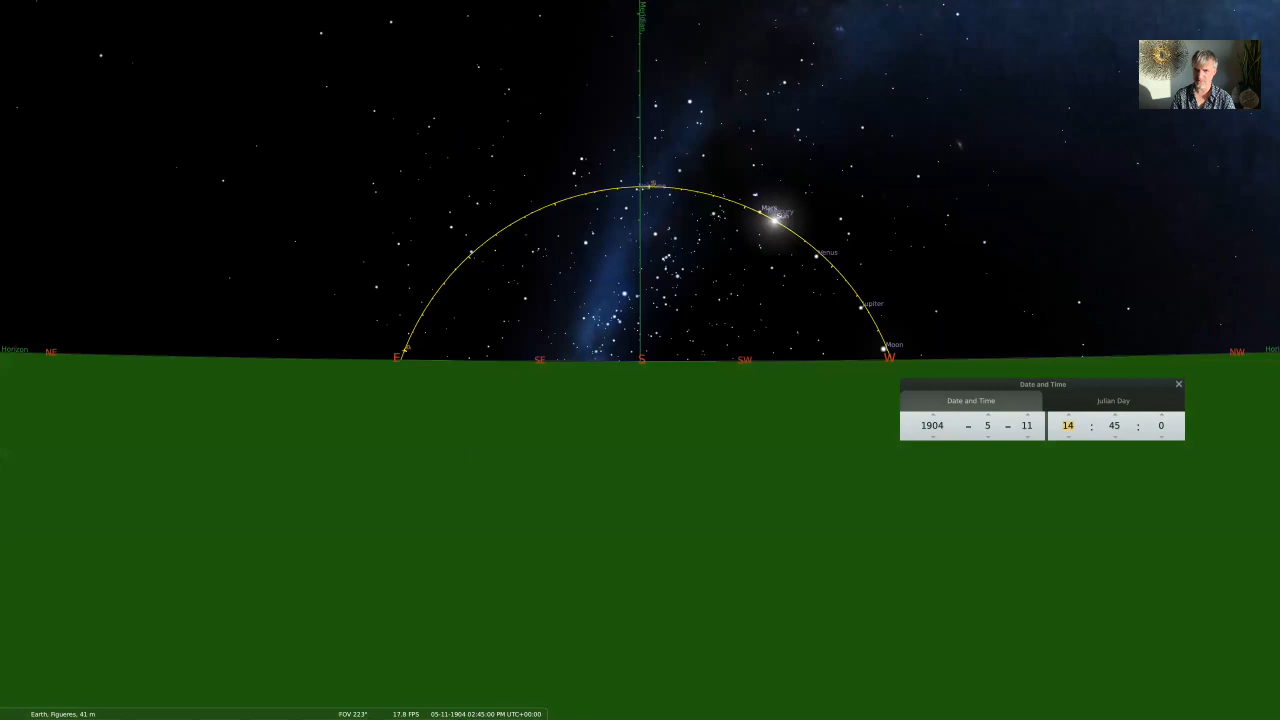 Meridian
Mars
Sun
Venus
Jupiter
Moon
Horizon
NE
E
SE
S
SW
W
NW
Hori
Date and Time
Date and Time
Julian Day
1904 - 5 - 11 14 : 45 : 0
Earth, Figueres, 41 m FOV 223° 17.8 FPS 05-11-1904 02:45:00 PM UTC+00:00